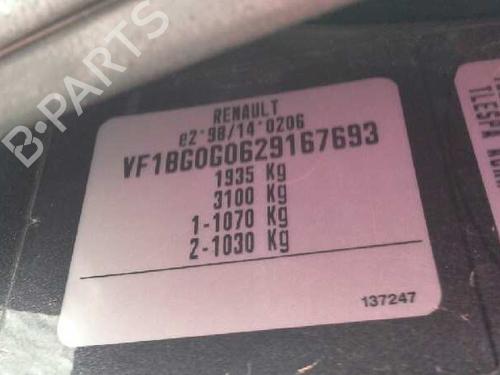 B-PARTS
RENAULT
e2*98/14*0206
VF1BG0G0629167693
1935 Kg
3100 Kg
1-1070 Kg
2-1030 Kg
137247